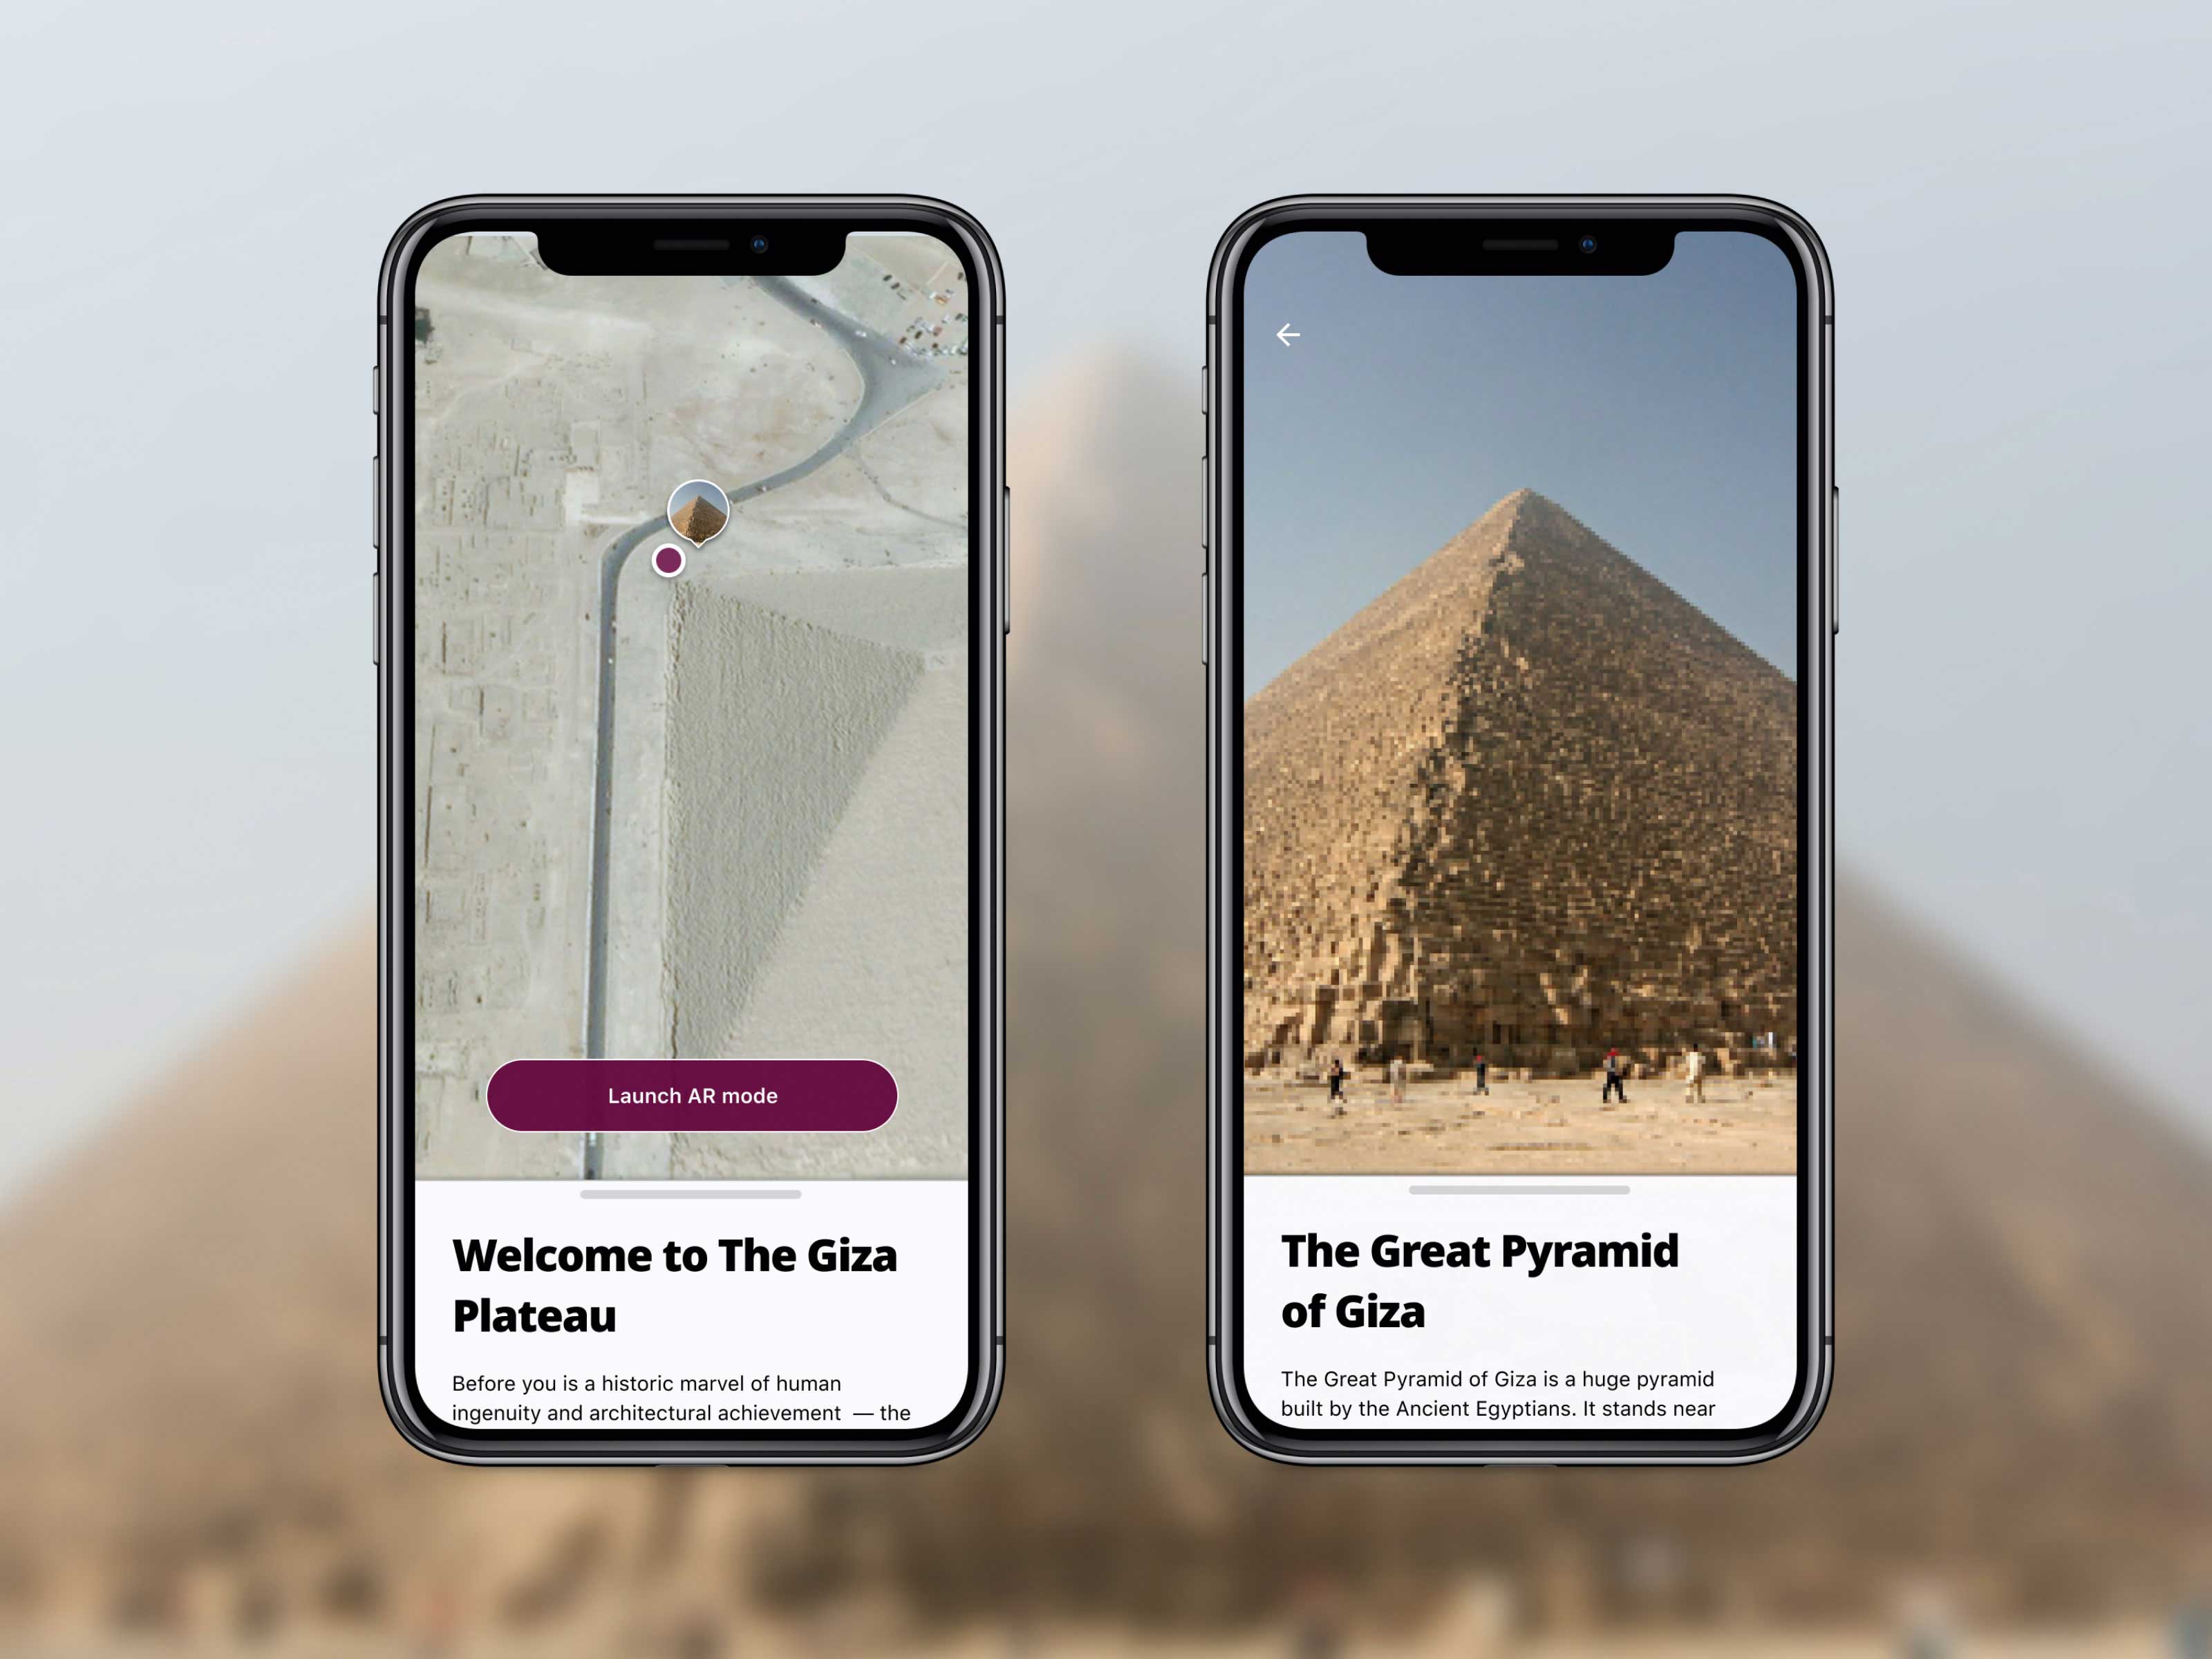 Launch AR mode
Welcome to The Giza
Plateau
Before you is a historic marvel of human
ingenuity and architectural achievement — the
The Great Pyramid
of Giza
The Great Pyramid of Giza is a huge pyramid
built by the Ancient Egyptians. It stands near